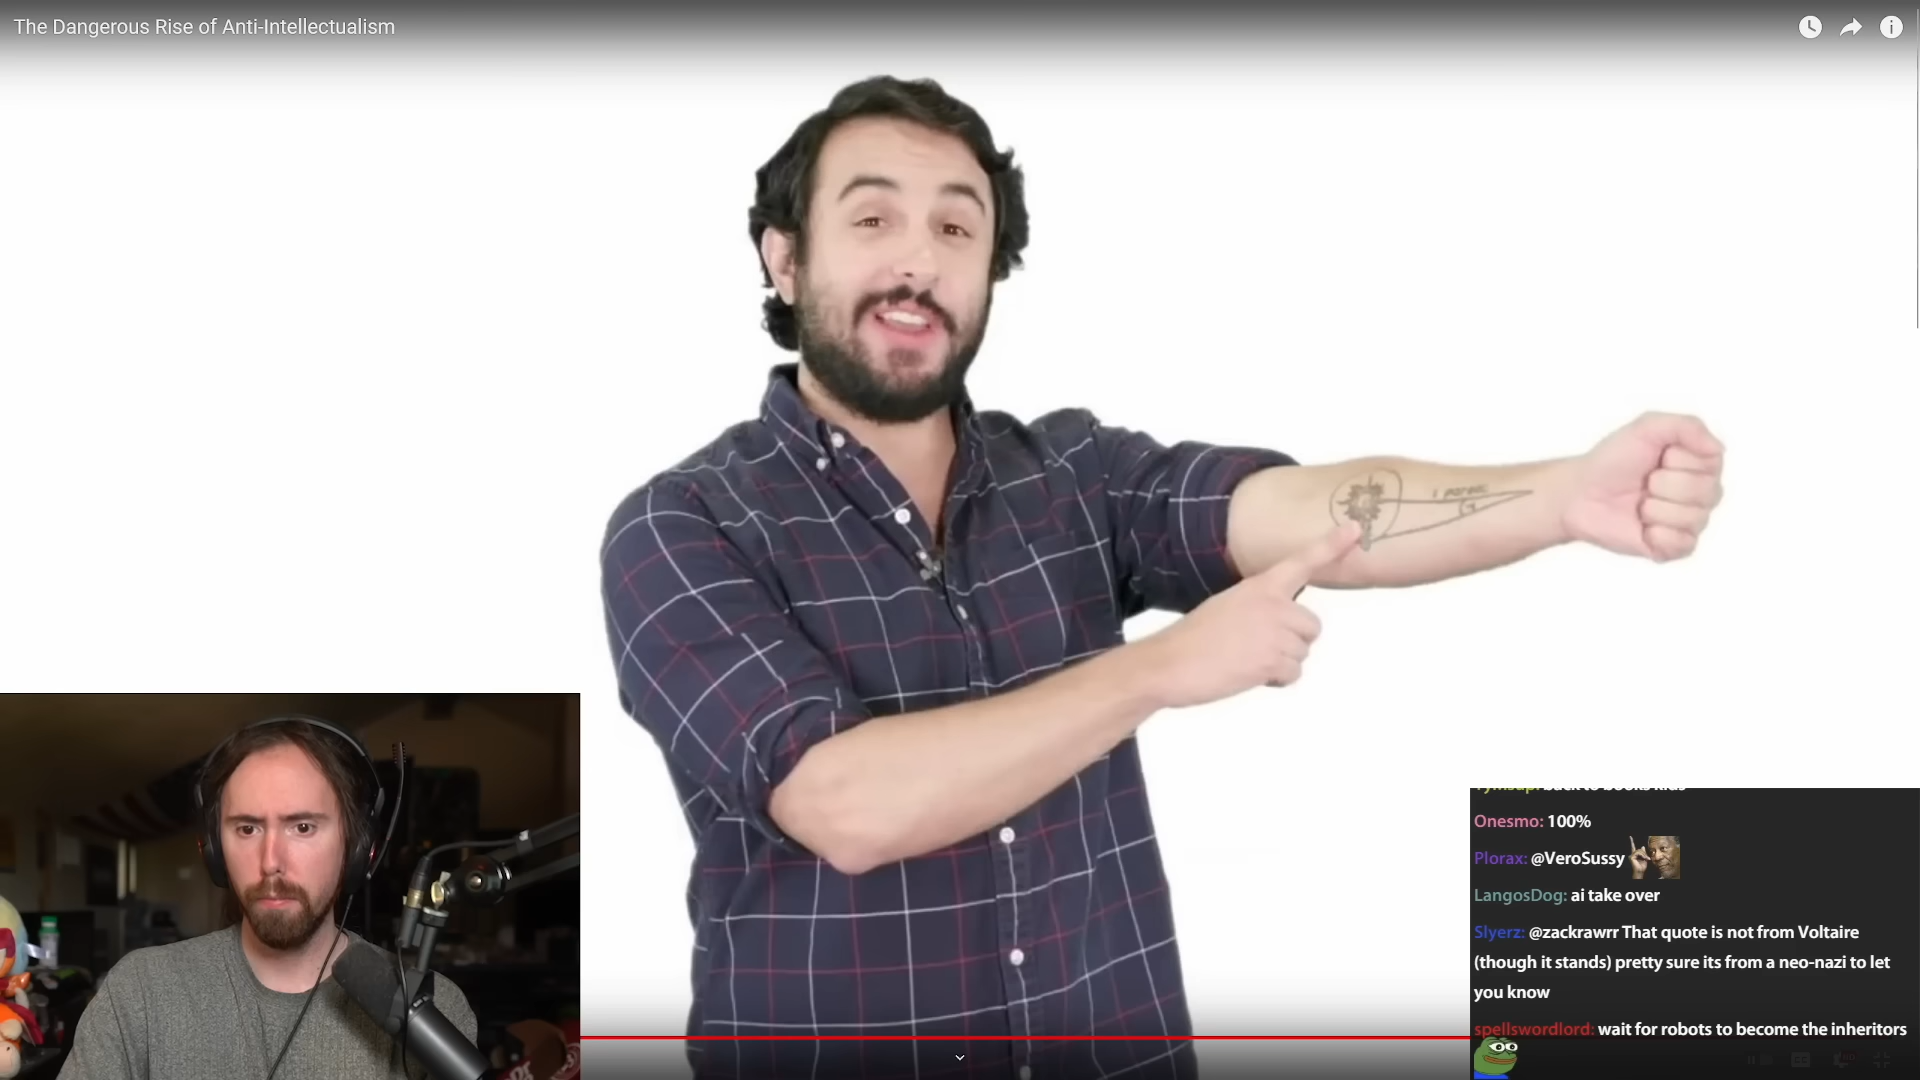 The Dangerous Rise of Anti-Intellectualism
1 parsec
Onesmo: 100%
Plorax: @VeroSussy
LangosDog: ai take over
Slyerz: @zackrawrr That quote is not from Voltaire
(though it stands) pretty sure its from a neo-nazi to let
you know
spellswordlord: wait for robots to become the inheritors